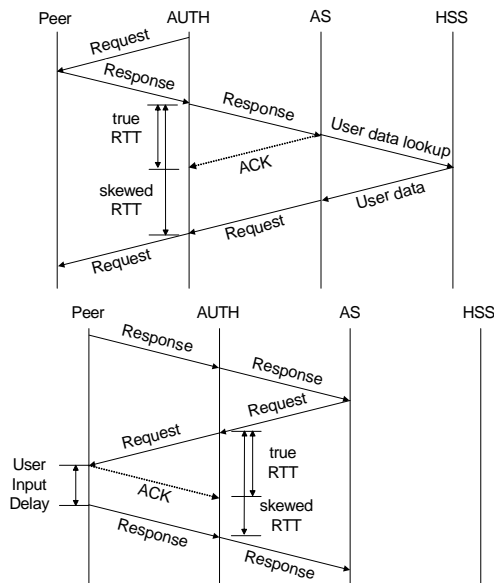 Peer AUTH AS HSS
Request
Response
Response
true
RTT
User data lookup
ACK
skewed
RTT
User data
Request
Request
Peer AUTH AS HSS
Response
Response
Request
Request
true
RTT
User
Input
Delay
ACK
skewed
RTT
Response
Response